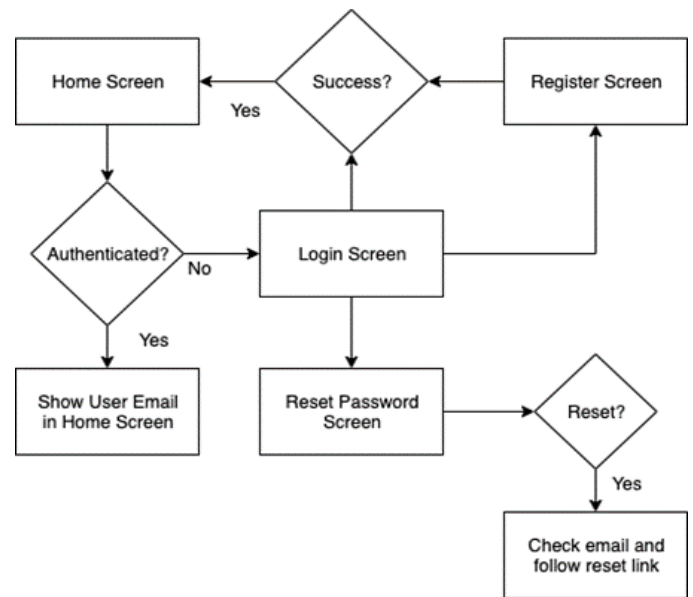 Home Screen
Success?
Register Screen
Yes
Authenticated?
No
Login Screen
Yes
Show User Email
in Home Screen
Reset Password
Screen
Reset?
Yes
Check email and
follow reset link